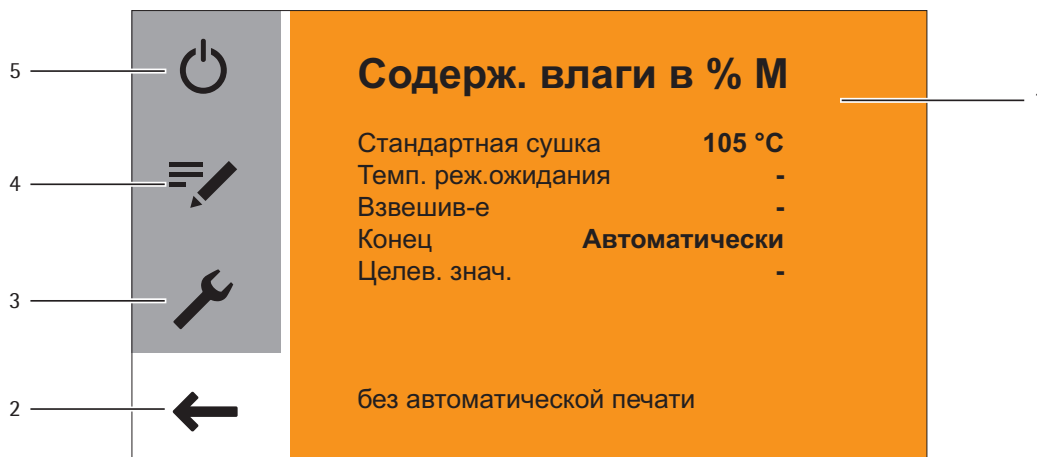 5
Содерж. влаги в % М
Стандартная сушка 105 °C
4
Темп. реж.ожидания -
Взвешив-е -
Конец Автоматически
Целев. знач. -
3
2
без автоматической печати